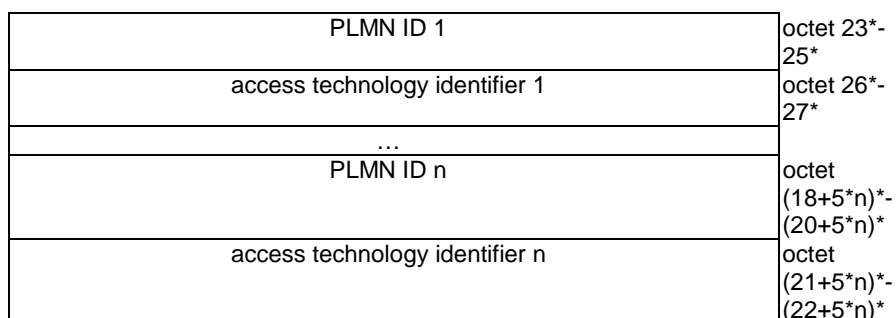 PLMN ID 1 octet 23*-
25*
access technology identifier 1 octet 26*-
27*
…
PLMN ID n octet
(18+5*n)*-
(20+5*n)*
access technology identifier n octet
(21+5*n)*-
(22+5*n)*